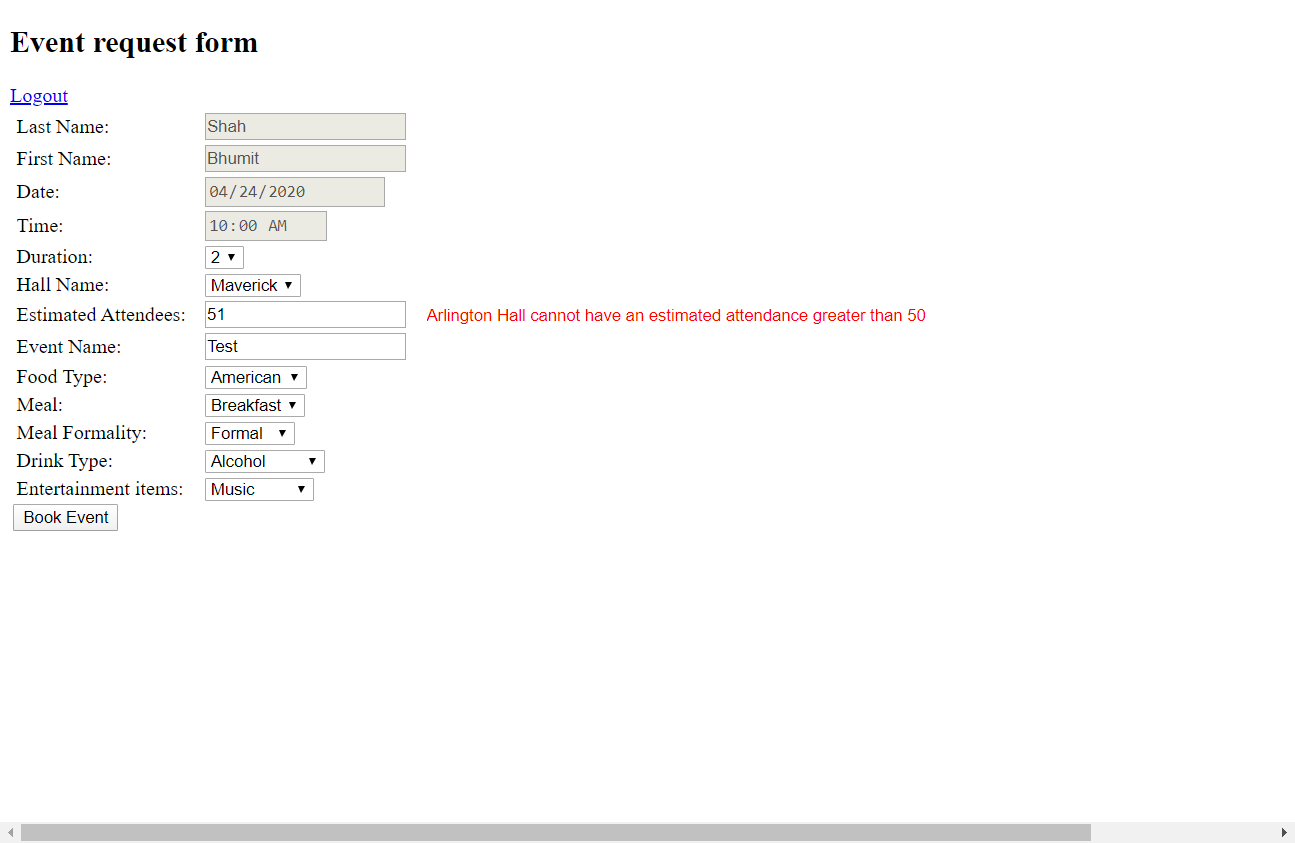 Event request form
Logout
Last Name: Shah
First Name: Bhumit
Date: 04/24/2020
Time: 10:00 AM
Duration: 2
Hall Name: Maverick
Estimated Attendees: 51 Arlington Hall cannot have an estimated attendance greater than 50
Event Name: Test
Food Type: American
Meal: Breakfast
Meal Formality: Formal
Drink Type: Alcohol
Entertainment items: Music
Book Event